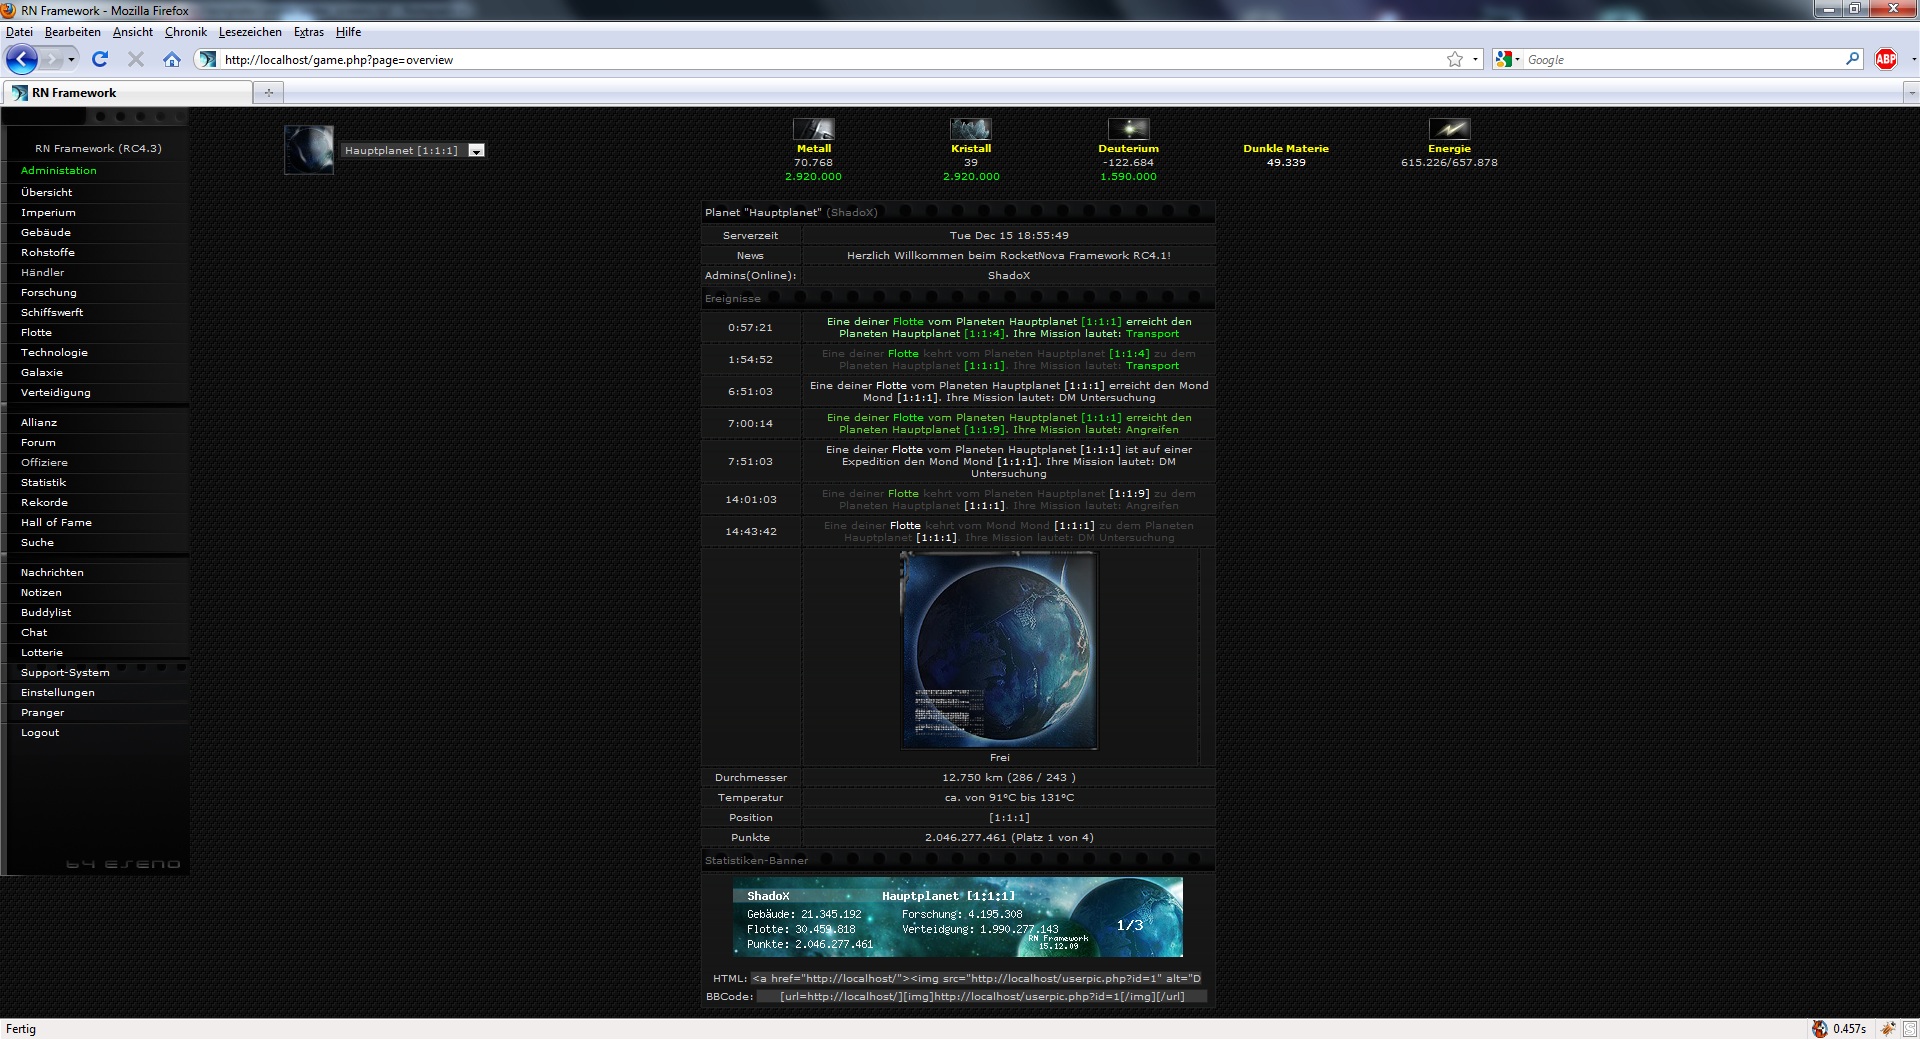 RN Framework - Mozilla Firefox
Datei Bearbeiten Ansicht Chronik Lesezeichen Extras Hilfe
http://localhost/game.php?page=overview
Google
ABP
RN Framework
RN Framework (RC4.3)
Administation
Übersicht
Imperium
Gebäude
Rohstoffe
Händler
Forschung
Schiffswerft
Flotte
Technologie
Galaxie
Verteidigung
Allianz
Forum
Offiziere
Statistik
Rekorde
Hall of Fame
Suche
Nachrichten
Notizen
Buddylist
Chat
Lotterie
Support-System
Einstellungen
Pranger
Logout
Hauptplanet [1:1:1]
Metall Kristall Deuterium Dunkle Materie Energie
70.768 39 -122.684 49.339 615.226/657.878
2.920.000 2.920.000 1.590.000
Planet "Hauptplanet" (ShadoX)
Serverzeit Tue Dec 15 18:55:49
News Herzlich Willkommen beim RocketNova Framework RC4.1!
Admins(Online): ShadoX
Ereignisse
0:57:21 Eine deiner Flotte vom Planeten Hauptplanet [1:1:1] erreicht den
Planeten Hauptplanet [1:1:4]. Ihre Mission lautet: Transport
1:54:52 Eine deiner Flotte kehrt vom Planeten Hauptplanet [1:1:4] zu dem
Planeten Hauptplanet [1:1:1]. Ihre Mission lautet: Transport
6:51:03 Eine deiner Flotte vom Planeten Hauptplanet [1:1:1] erreicht den Mond
Mond [1:1:1]. Ihre Mission lautet: DM Untersuchung
7:00:14 Eine deiner Flotte vom Planeten Hauptplanet [1:1:1] erreicht den
Planeten Hauptplanet [1:1:9]. Ihre Mission lautet: Angreifen
7:51:03 Eine deiner Flotte vom Planeten Hauptplanet [1:1:1] ist auf einer
Expedition den Mond Mond [1:1:1]. Ihre Mission lautet: DM
Untersuchung
14:01:03 Eine deiner Flotte kehrt vom Planeten Hauptplanet [1:1:9] zu dem
Planeten Hauptplanet [1:1:1]. Ihre Mission lautet: Angreifen
14:43:42 Eine deiner Flotte kehrt vom Mond Mond [1:1:1] zu dem Planeten
Hauptplanet [1:1:1]. Ihre Mission lautet: DM Untersuchung
Frei
Durchmesser 12.750 km (286 / 243 )
Temperatur ca. von 91°C bis 131°C
Position [1:1:1]
Punkte 2.046.277.461 (Platz 1 von 4)
Statistiken-Banner
ShadoX Hauptplanet [1:1:1]
Gebäude: 21.345.192 Forschung: 4.195.308
Flotte: 30.459.818 Verteidgung: 1.990.277.143
Punkte: 2.046.277.461
1/3
RN Framework
15.12.09
HTML: <a href="http://localhost/"><img src="http://localhost/userpic.php?id=1" alt="D
BBCode: [url=http://localhost/][img]http://localhost/userpic.php?id=1[/img][/url]
Fertig
0.457s